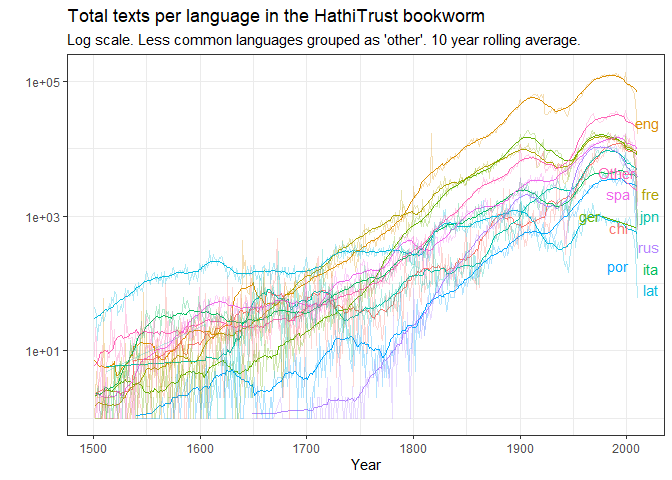 Total texts per language in the HathiTrust bookworm
Log scale. Less common languages grouped as 'other'. 10 year rolling average.
1e+05
eng
Other
spa fre
1e+03
ger jpn
chi
rus
por ita
lat
1e+01
1500 1600 1700 1800 1900 2000
Year